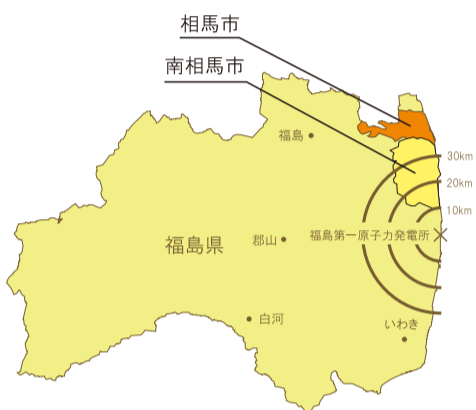 相馬市
南相馬市
福島
30km
20km
10km
福島第一原子力発電所
福島県
郡山
白河
いわき